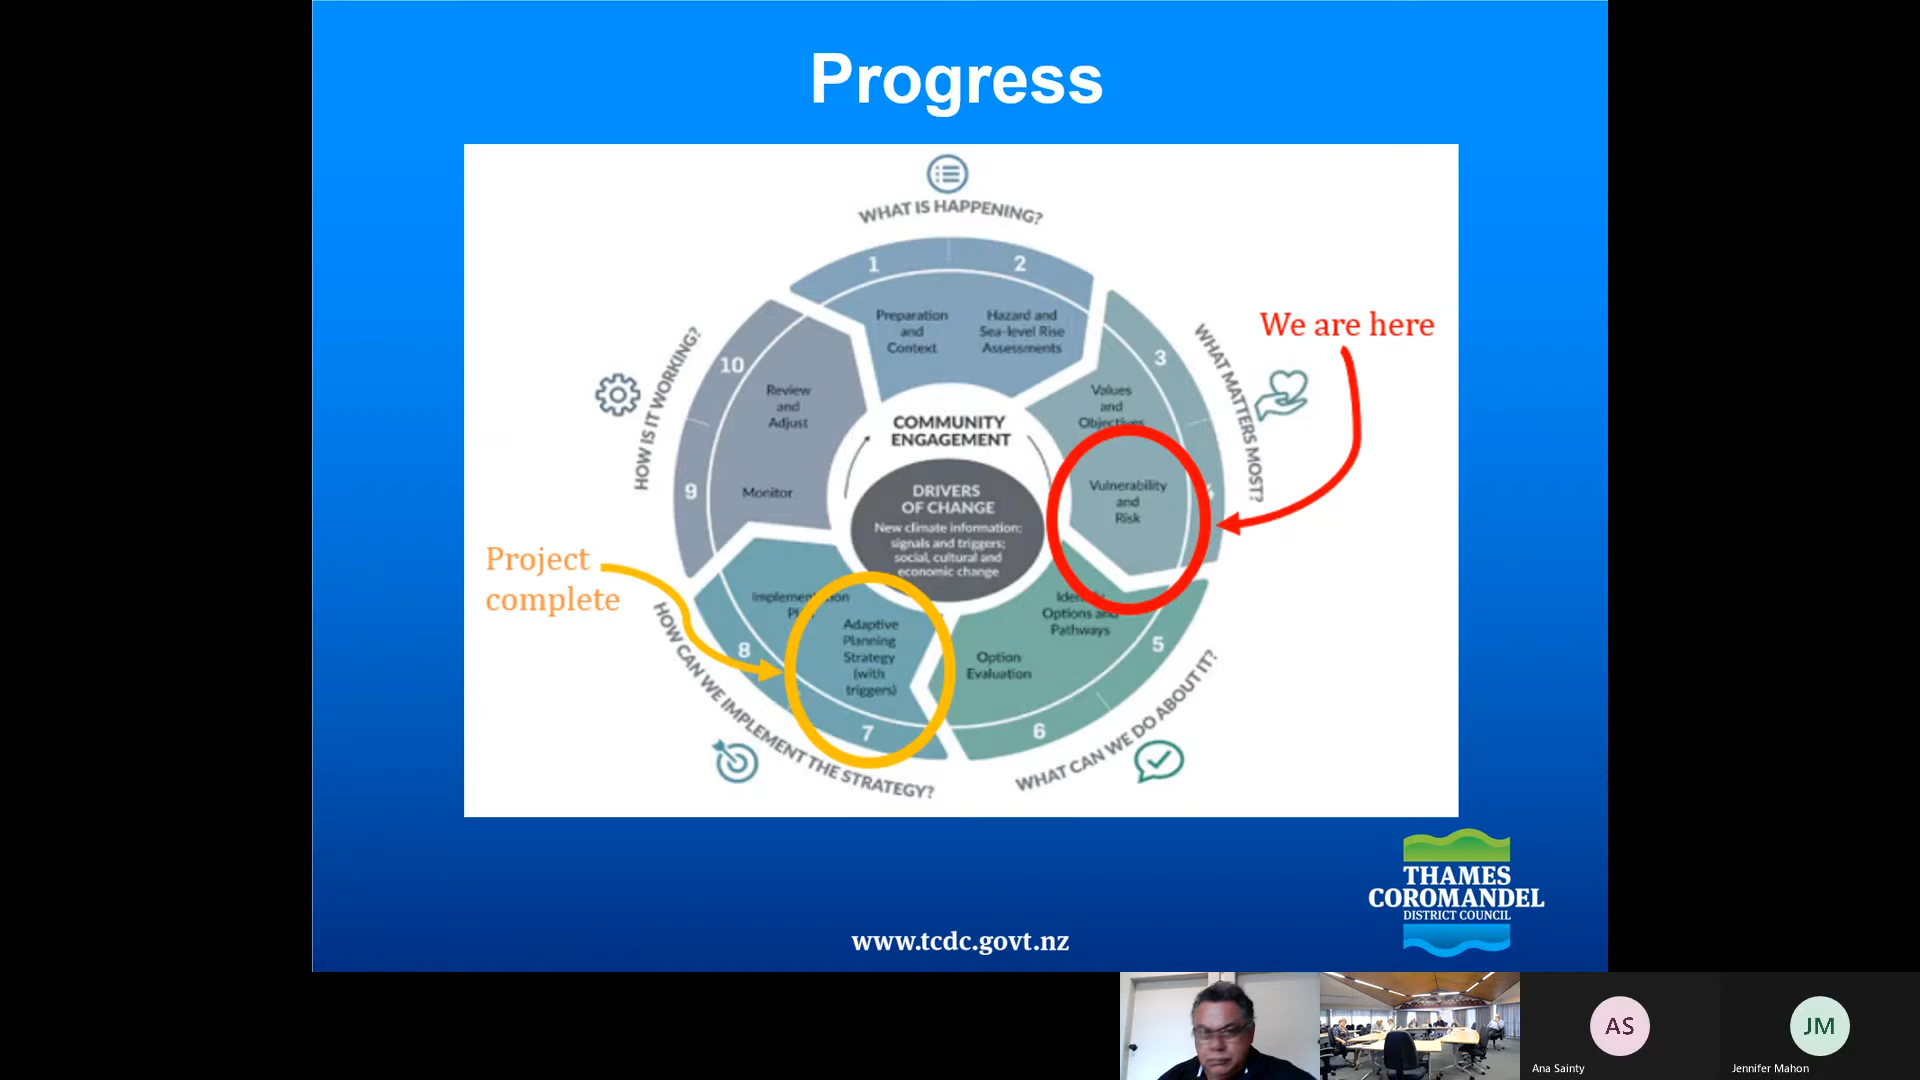 Progress
WHAT IS HAPPENING?
1
2
Preparation
and
Context
Hazard and
Sea-level Rise
Assessments
WHAT MATTERS MOST?
3
Values
and
Objectives
Vulnerability
and
Risk
We are here
WHAT CAN WE DO ABOUT IT?
5
Identify
Options and
Pathways
6
Option
Evaluation
HOW CAN WE IMPLEMENT THE STRATEGY?
7
Adaptive
Planning
Strategy
(with
triggers)
8
Implementation
Project
complete
HOW IS IT WORKING?
9
Monitor
10
Review
and
Adjust
COMMUNITY
ENGAGEMENT
DRIVERS
OF CHANGE
New climate information:
signals and triggers;
social, cultural and
economic change
THAMES
COROMANDEL
DISTRICT COUNCIL
www.tcdc.govt.nz
AS
Ana Sainty
JM
Jennifer Mahon